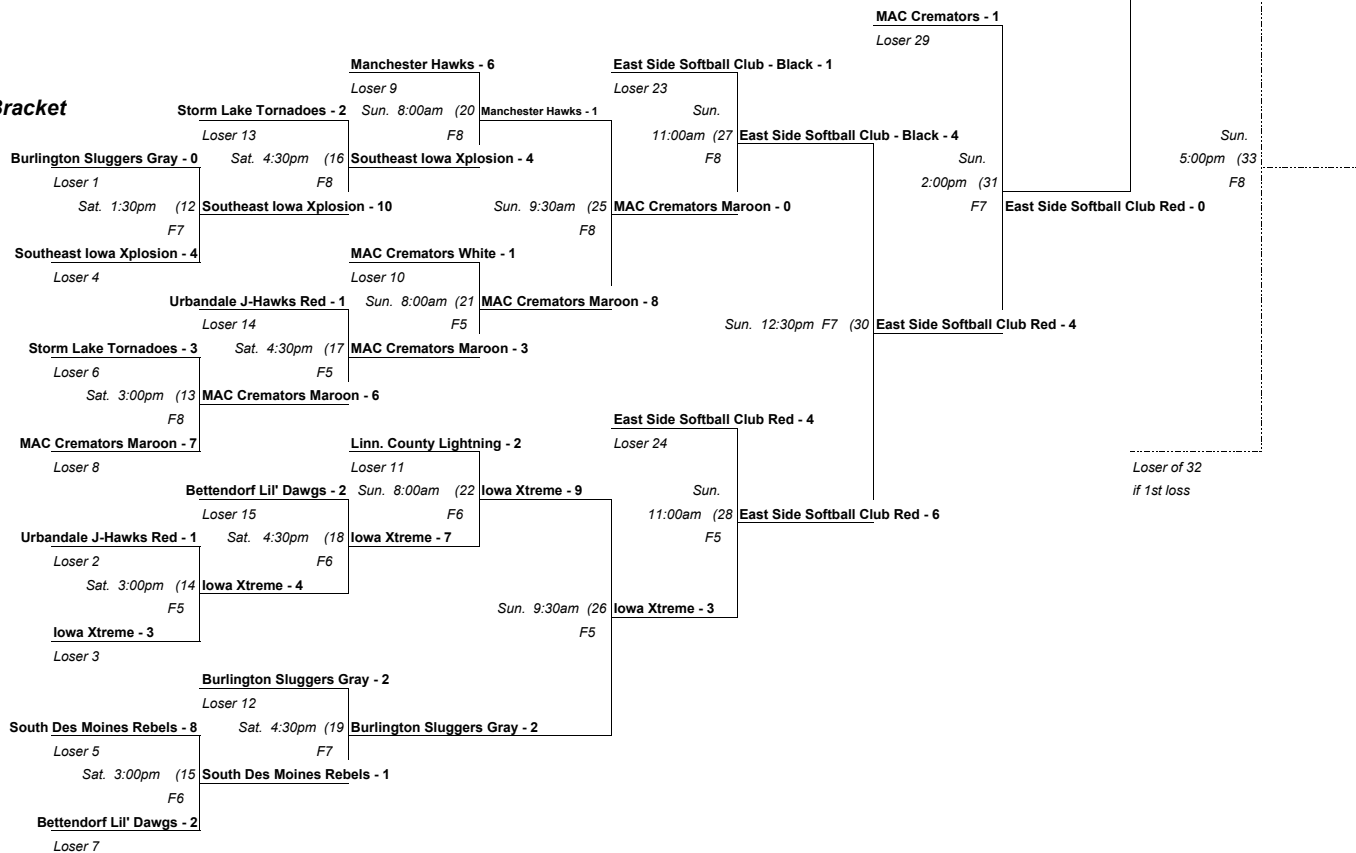 MAC Cremators - 1
Loser 29
Manchester Hawks - 6
East Side Softball Club - Black - 1
Loser 9
Loser 23
Bracket
Storm Lake Tornadoes - 2
Sun. 8:00am (20
Manchester Hawks - 1
Sun.
Loser 13
F8
11:00am (27
East Side Softball Club - Black - 4
Sun.
Burlington Sluggers Gray - 0
Sat. 4:30pm (16
Southeast Iowa Xplosion - 4
F8
Sun.
5:00pm (33
Loser 1
F8
2:00pm (31
F8
Sat. 1:30pm (12
Southeast Iowa Xplosion - 10
Sun. 9:30am (25
MAC Cremators Maroon - 0
F7
East Side Softball Club Red - 0
F7
F8
Southeast Iowa Xplosion - 4
MAC Cremators White - 1
Loser 4
Loser 10
Urbandale J-Hawks Red - 1
Sun. 8:00am (21
MAC Cremators Maroon - 8
Loser 14
F5
Sun. 12:30pm F7 (30
East Side Softball Club Red - 4
Storm Lake Tornadoes - 3
Sat. 4:30pm (17
MAC Cremators Maroon - 3
Loser 6
F5
Sat. 3:00pm (13
MAC Cremators Maroon - 6
F8
East Side Softball Club Red - 4
MAC Cremators Maroon - 7
Linn. County Lightning - 2
Loser 24
Loser 8
Loser 11
Loser of 32
Bettendorf Lil' Dawgs - 2
Sun. 8:00am (22
Iowa Xtreme - 9
Sun.
if 1st loss
Loser 15
F6
11:00am (28
East Side Softball Club Red - 6
Urbandale J-Hawks Red - 1
Sat. 4:30pm (18
Iowa Xtreme - 7
F5
Loser 2
F6
Sat. 3:00pm (14
Iowa Xtreme - 4
F5
Sun. 9:30am (26
Iowa Xtreme - 3
Iowa Xtreme - 3
F5
Loser 3
Burlington Sluggers Gray - 2
Loser 12
South Des Moines Rebels - 8
Sat. 4:30pm (19
Burlington Sluggers Gray - 2
Loser 5
F7
Sat. 3:00pm (15
South Des Moines Rebels - 1
F6
Bettendorf Lil' Dawgs - 2
Loser 7